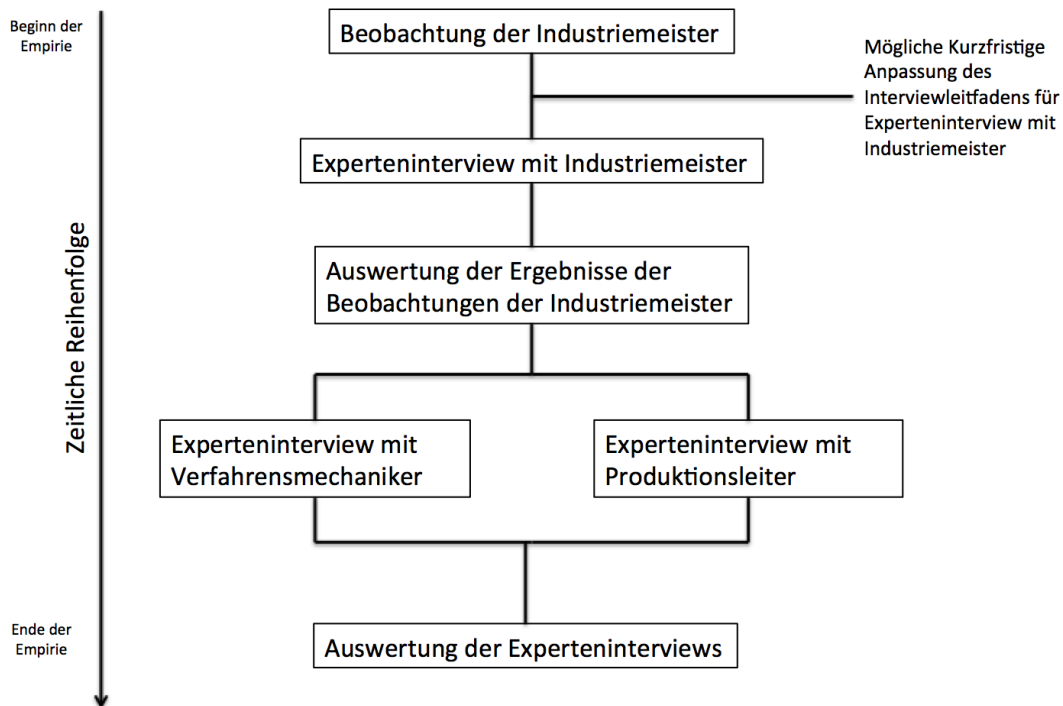 Beginn der
Empirie
Beobachtung der Industriemeister
Mögliche Kurzfristige
Anpassung des
Interviewleitfadens für
Experteninterview mit
Industriemeister
Experteninterview mit Industriemeister
Zeitliche Reihenfolge
Auswertung der Ergebnisse der
Beobachtungen der Industriemeister
Experteninterview mit
Verfahrensmechaniker
Experteninterview mit
Produktionsleiter
Ende der
Empirie
Auswertung der Experteninterviews